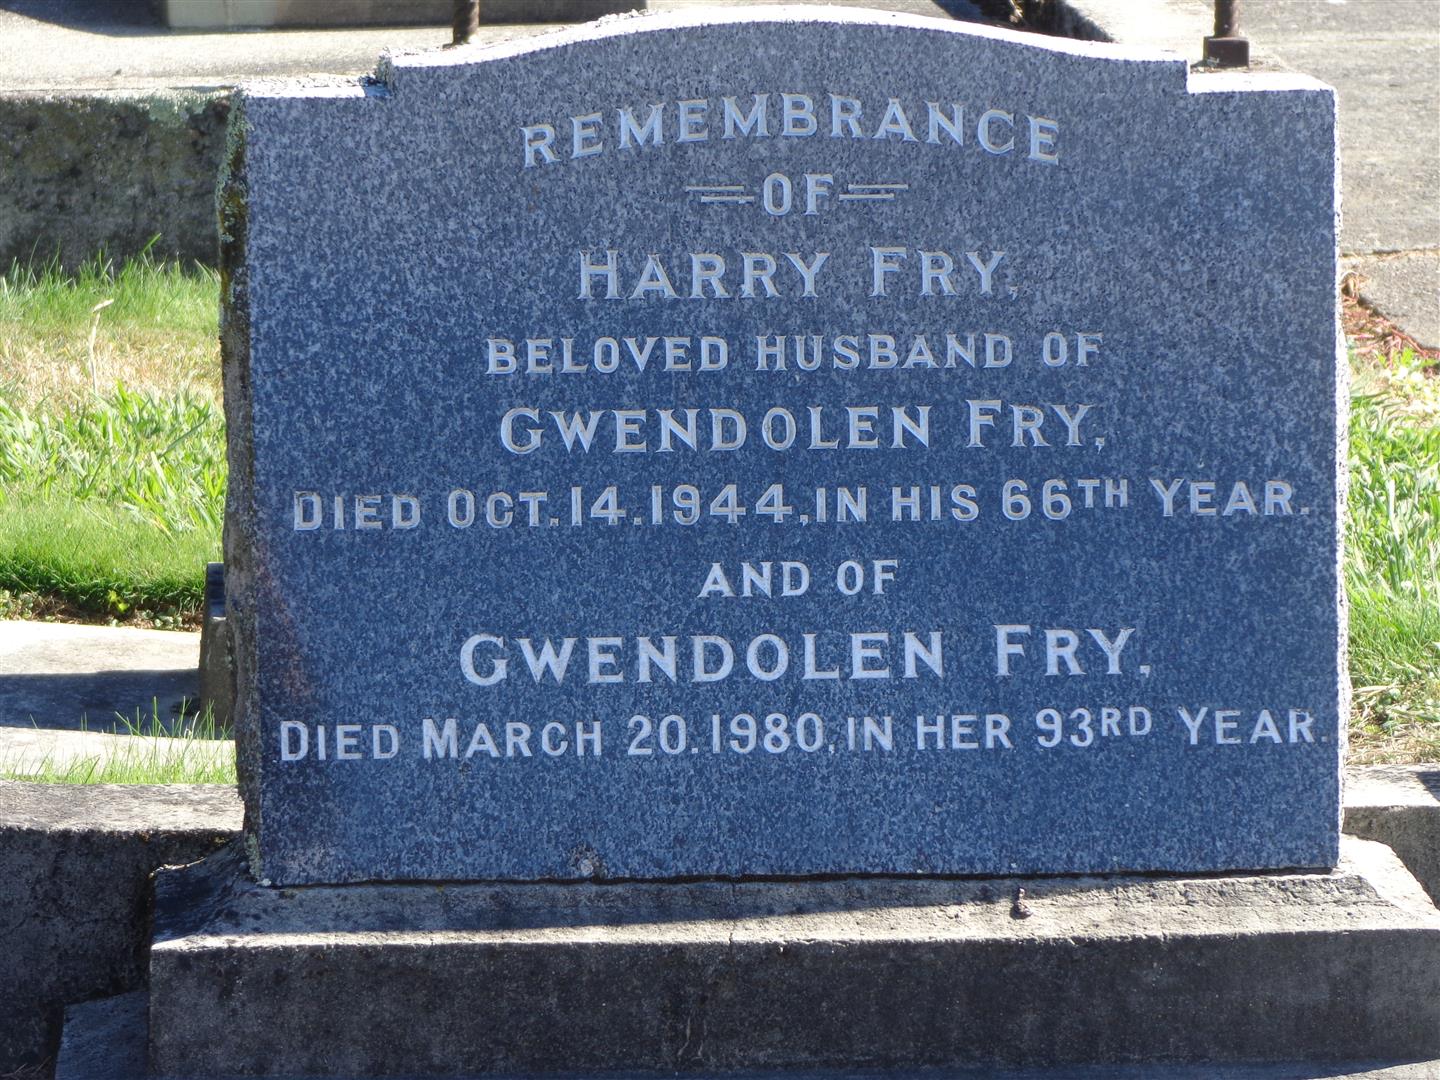 REMEMBRANCE
OF
HARRY FRY,
BELOVED HUSBAND OF
GWENDOLEN FRY,
DIED OCT. 14. 1944, IN HIS 66TH YEAR.
AND OF
GWENDOLEN FRY,
DIED MARCH 20. 1980, IN HER 93RD YEAR.